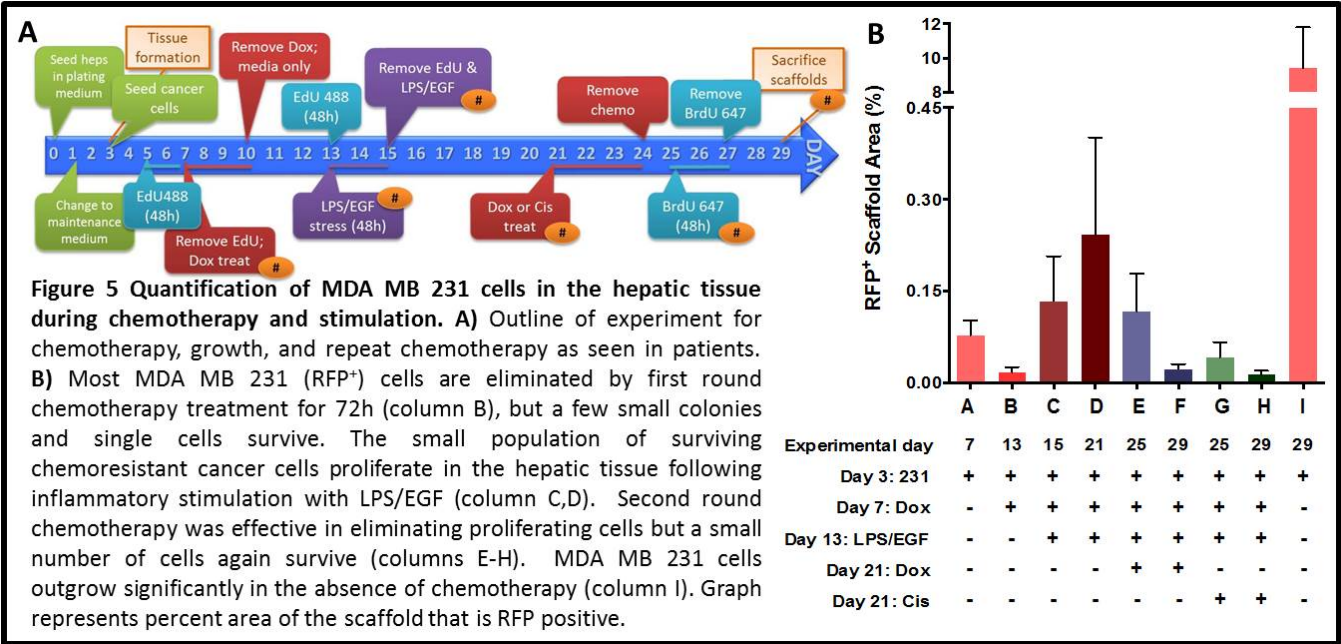 A
Tissue
formation
Seed heps
in plating
medium
Seed cancer
cells
Remove Dox;
media only
EdU 488
(48h)
Remove EdU &
LPS/EGF
#
Remove
chemo
Remove
BrdU 647
Sacrifice
scaffolds
#
0 1 2 3 4 5 6 7 8 9 10 11 12 13 14 15 16 17 18 19 20 21 22 23 24 25 26 27 28 29 DAY
Change to
maintenance
medium
EdU488
(48h)
Remove EdU;
Dox treat
#
LPS/EGF
stress (48h)
#
Dox or Cis
treat
#
BrdU 647
(48h)
#
Figure 5 Quantification of MDA MB 231 cells in the hepatic tissue
during chemotherapy and stimulation. A) Outline of experiment for
chemotherapy, growth, and repeat chemotherapy as seen in patients.
B) Most MDA MB 231 (RFP+) cells are eliminated by first round
chemotherapy treatment for 72h (column B), but a few small colonies
and single cells survive. The small population of surviving
chemoresistant cancer cells proliferate in the hepatic tissue following
inflammatory stimulation with LPS/EGF (column C,D). Second round
chemotherapy was effective in eliminating proliferating cells but a small
number of cells again survive (columns E-H). MDA MB 231 cells
outgrow significantly in the absence of chemotherapy (column I). Graph
represents percent area of the scaffold that is RFP positive.
B
RFP+ Scaffold Area (%)
12
10
8
0.45
0.30
0.15
0.00
A B C D E F G H I
Experimental day 7 13 15 21 25 29 25 29 29
Day 3: 231 + + + + + + + + +
Day 7: Dox - + + + + + + + -
Day 13: LPS/EGF - - + + + + + + -
Day 21: Dox - - - - + + - - -
Day 21: Cis - - - - - - + + -